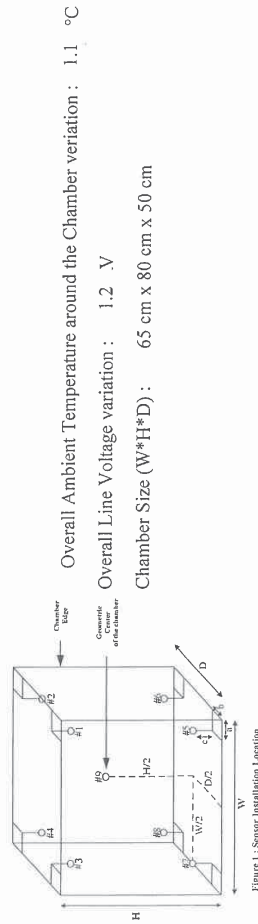 Overall Ambient Temperature around the Chamber veriation : 1.1 °C
Overall Line Voltage variation : 1.2 .V
Chamber Size (W*H*D) : 65 cm x 80 cm x 50 cm
Chamber
Edge
Geometric
Center
of the chamber
#2
#1
#4
#3
#9
H/2
#6
#5
#8
#7
W/2
D/2
D
H
W
a
b
c
Figure 1 : Sensor Installation Location